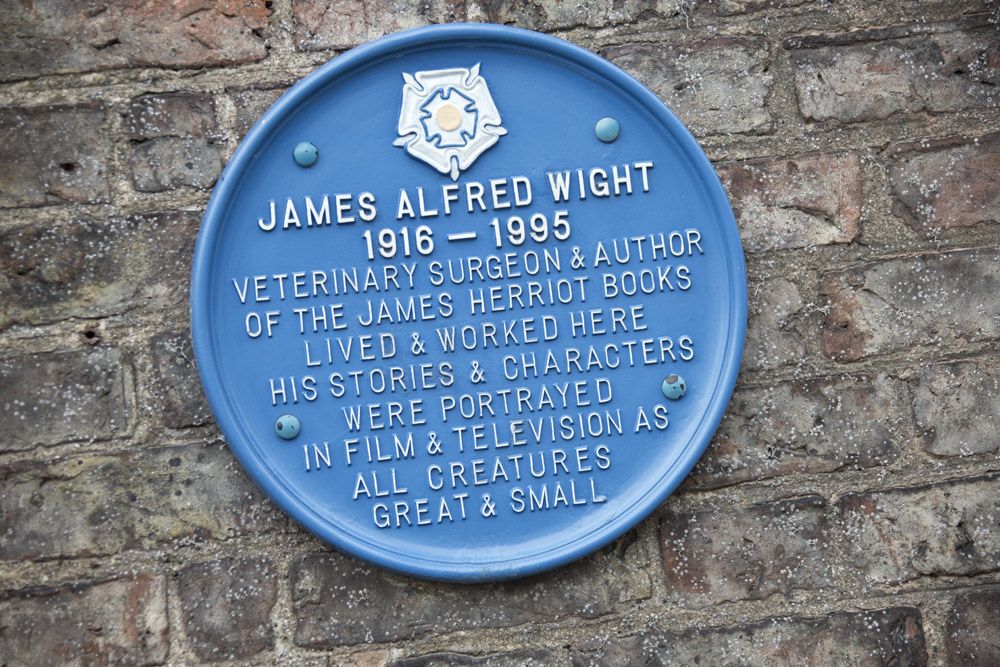 JAMES ALFRED WIGHT
1916 – 1995
VETERINARY SURGEON & AUTHOR
OF THE JAMES HERRIOT BOOKS
LIVED & WORKED HERE
HIS STORIES & CHARACTERS
WERE PORTRAYED
IN FILM & TELEVISION AS
ALL CREATURES
GREAT & SMALL